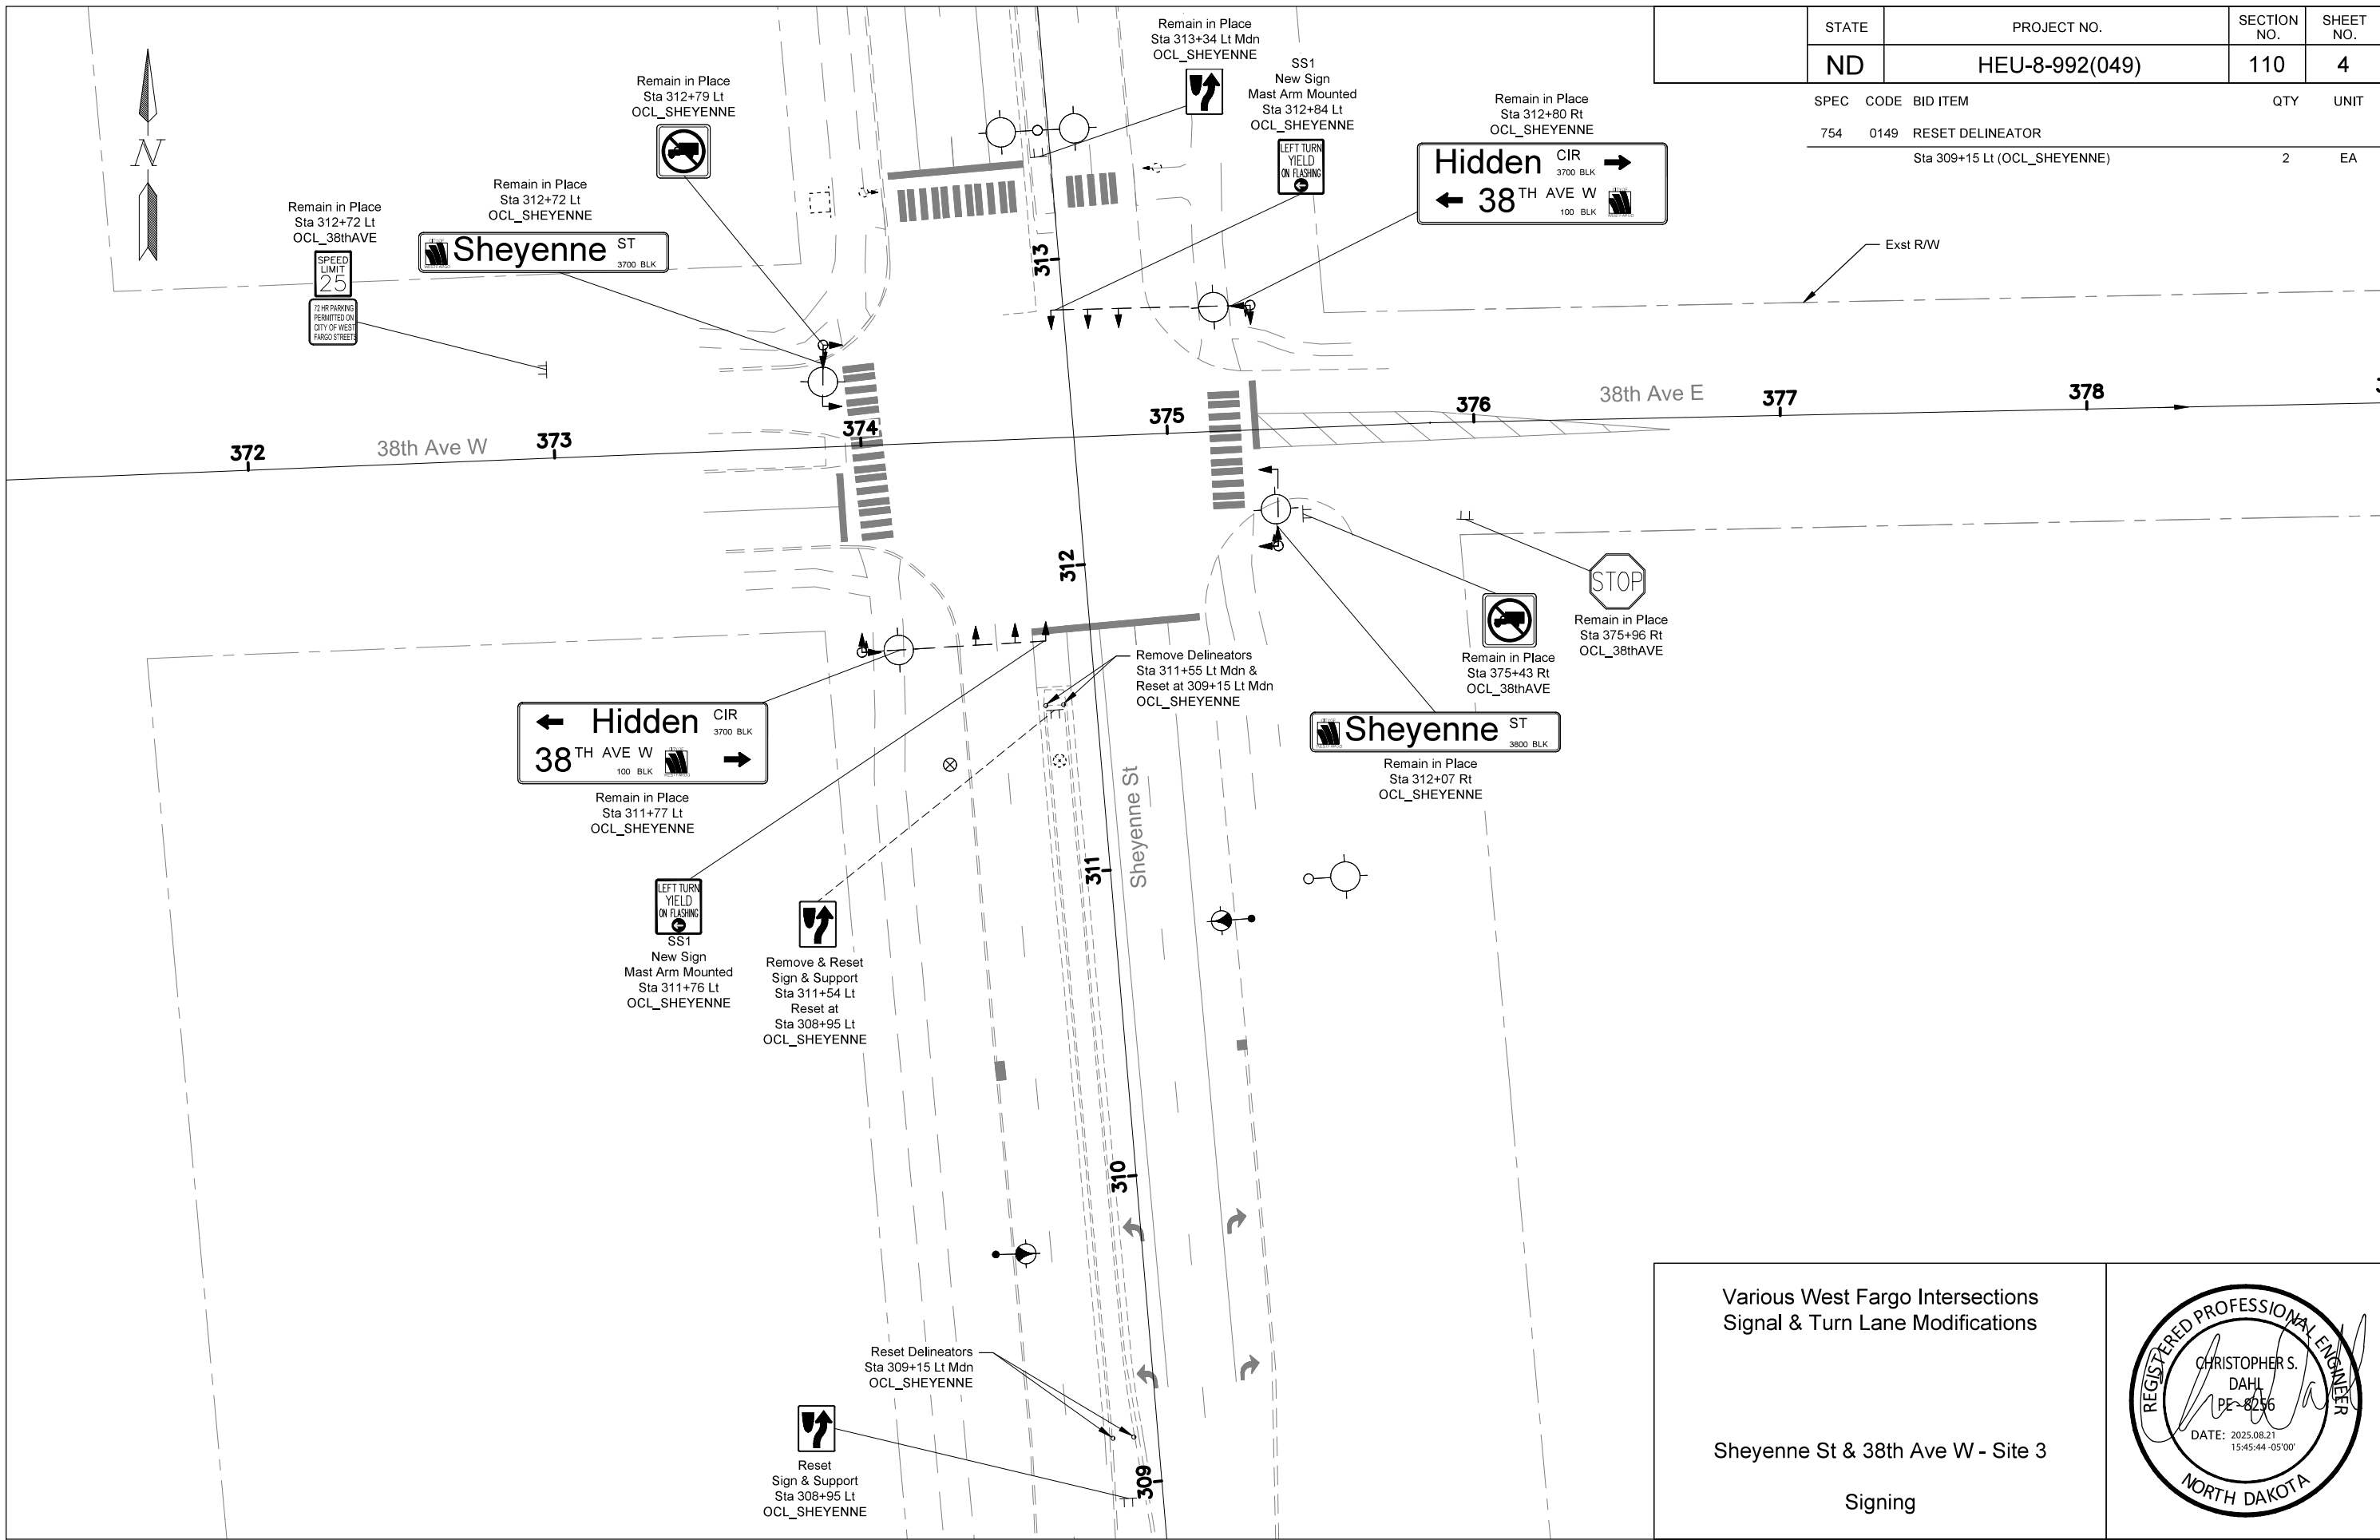 STATE
PROJECT NO.
SECTION NO.
SHEET NO.
ND
HEU-8-992(049)
110
4
SPEC CODE BID ITEM QTY UNIT
754 0149 RESET DELINEATOR
Sta 309+15 Lt (OCL_SHEYENNE) 2 EA
N
Remain in Place
Sta 313+34 Lt Mdn
OCL_SHEYENNE
SS1
New Sign
Mast Arm Mounted
Sta 312+84 Lt
OCL_SHEYENNE
LEFT TURN
YIELD
ON FLASHING
Remain in Place
Sta 312+80 Rt
OCL_SHEYENNE
Hidden CIR
3700 BLK
38TH AVE W
100 BLK
Remain in Place
Sta 312+79 Lt
OCL_SHEYENNE
Remain in Place
Sta 312+72 Lt
OCL_SHEYENNE
Sheyenne ST
3700 BLK
Remain in Place
Sta 312+72 Lt
OCL_38thAVE
SPEED
LIMIT
25
72 HR PARKING
PERMITTED ON
CITY OF WEST
FARGO STREETS
Exst R/W
313
372
38th Ave W
373
374
375
376
38th Ave E
377
378
312
STOP
Remain in Place
Sta 375+96 Rt
OCL_38thAVE
Remain in Place
Sta 375+43 Rt
OCL_38thAVE
Remove Delineators
Sta 311+55 Lt Mdn &
Reset at 309+15 Lt Mdn
OCL_SHEYENNE
Sheyenne ST
3800 BLK
Remain in Place
Sta 312+07 Rt
OCL_SHEYENNE
Hidden CIR
3700 BLK
38TH AVE W
100 BLK
Remain in Place
Sta 311+77 Lt
OCL_SHEYENNE
Sheyenne St
311
LEFT TURN
YIELD
ON FLASHING
SS1
New Sign
Mast Arm Mounted
Sta 311+76 Lt
OCL_SHEYENNE
Remove & Reset
Sign & Support
Sta 311+54 Lt
Reset at
Sta 308+95 Lt
OCL_SHEYENNE
310
Reset Delineators
Sta 309+15 Lt Mdn
OCL_SHEYENNE
Reset
Sign & Support
Sta 308+95 Lt
OCL_SHEYENNE
309
Various West Fargo Intersections
Signal & Turn Lane Modifications
Sheyenne St & 38th Ave W - Site 3
Signing
REGISTERED PROFESSIONAL ENGINEER
CHRISTOPHER S.
DAHL
PE-8256
DATE: 2025.08.21
15:45:44 -05'00'
NORTH DAKOTA